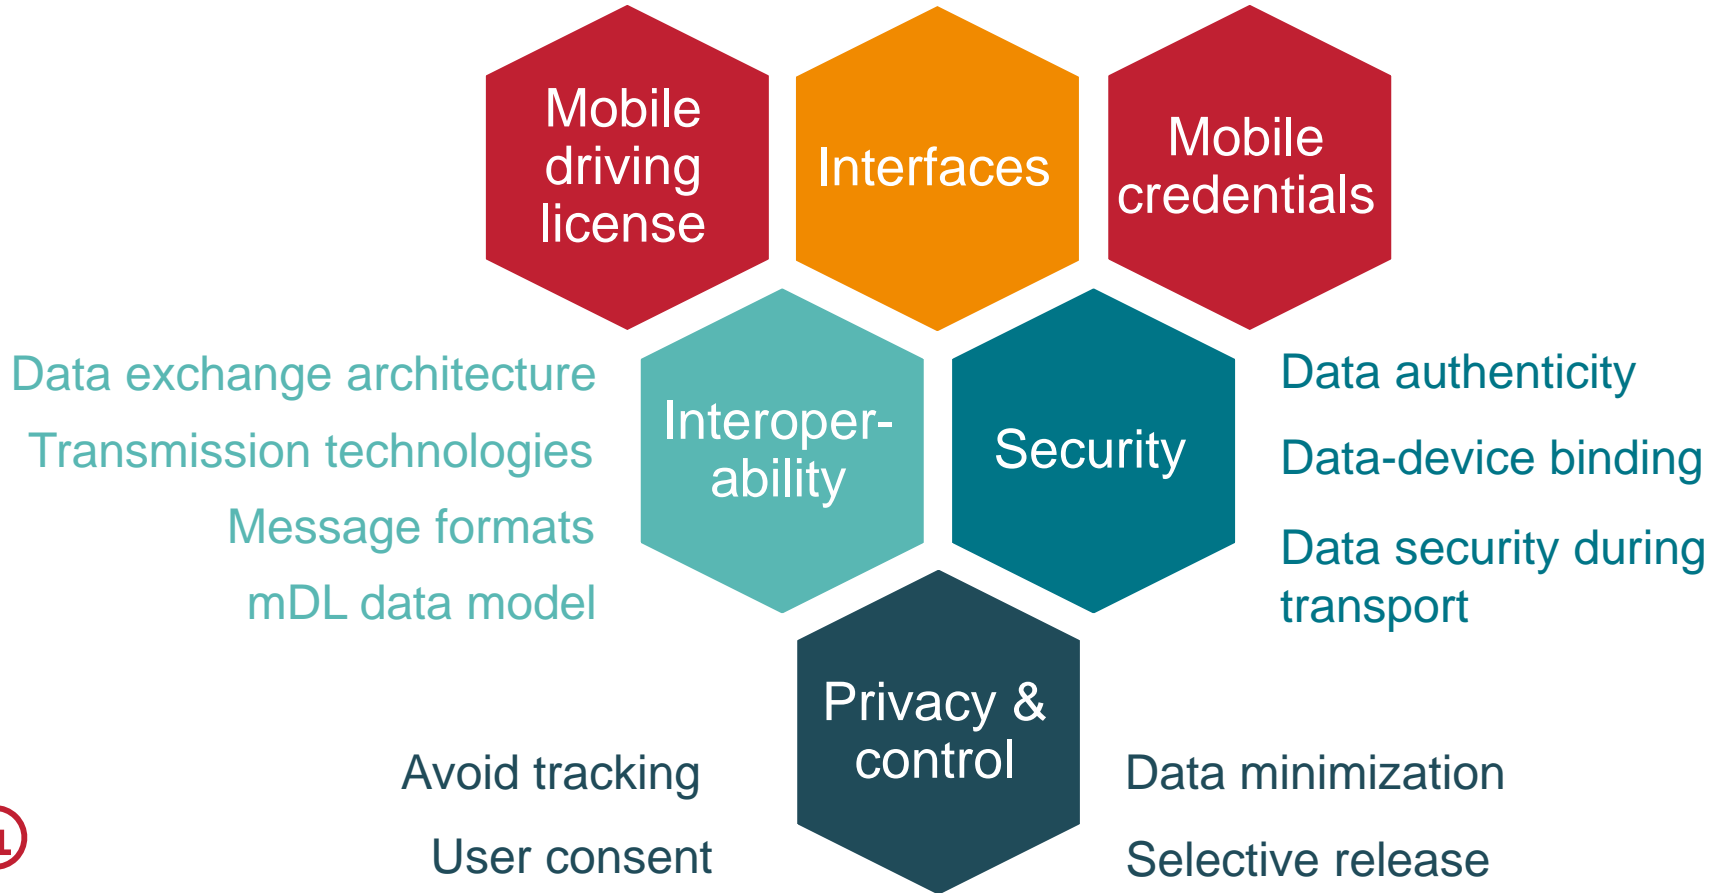 Mobile
driving
license
Interfaces
Mobile
credentials
Data exchange architecture
Transmission technologies
Message formats
mDL data model
Interoper-
ability
Security
Data authenticity
Data-device binding
Data security during
transport
Privacy &
control
Avoid tracking
User consent
Data minimization
Selective release